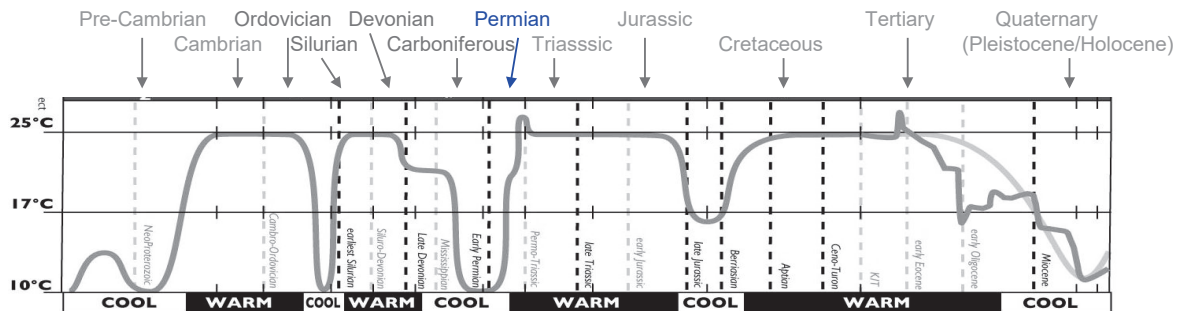 Pre-Cambrian Ordovician Devonian Permian Jurassic Tertiary Quaternary
Cambrian Silurian Carboniferous Triasssic Cretaceous (Pleistocene/Holocene)
ect
25°C
17°C
10°C
NeoProterozoic
Cambro-Ordovician
earliest Silurian
Siluro-Devonian
Late Devonian
Mississippian
Early Permian
Permo-Triassic
late Triassic
early Jurassic
late Jurassic
Berriasian
Aptian
Ceno-Turon
K/T
early Eocene
early Oligocene
Miocene
COOL WARM COOL WARM COOL WARM COOL WARM COOL